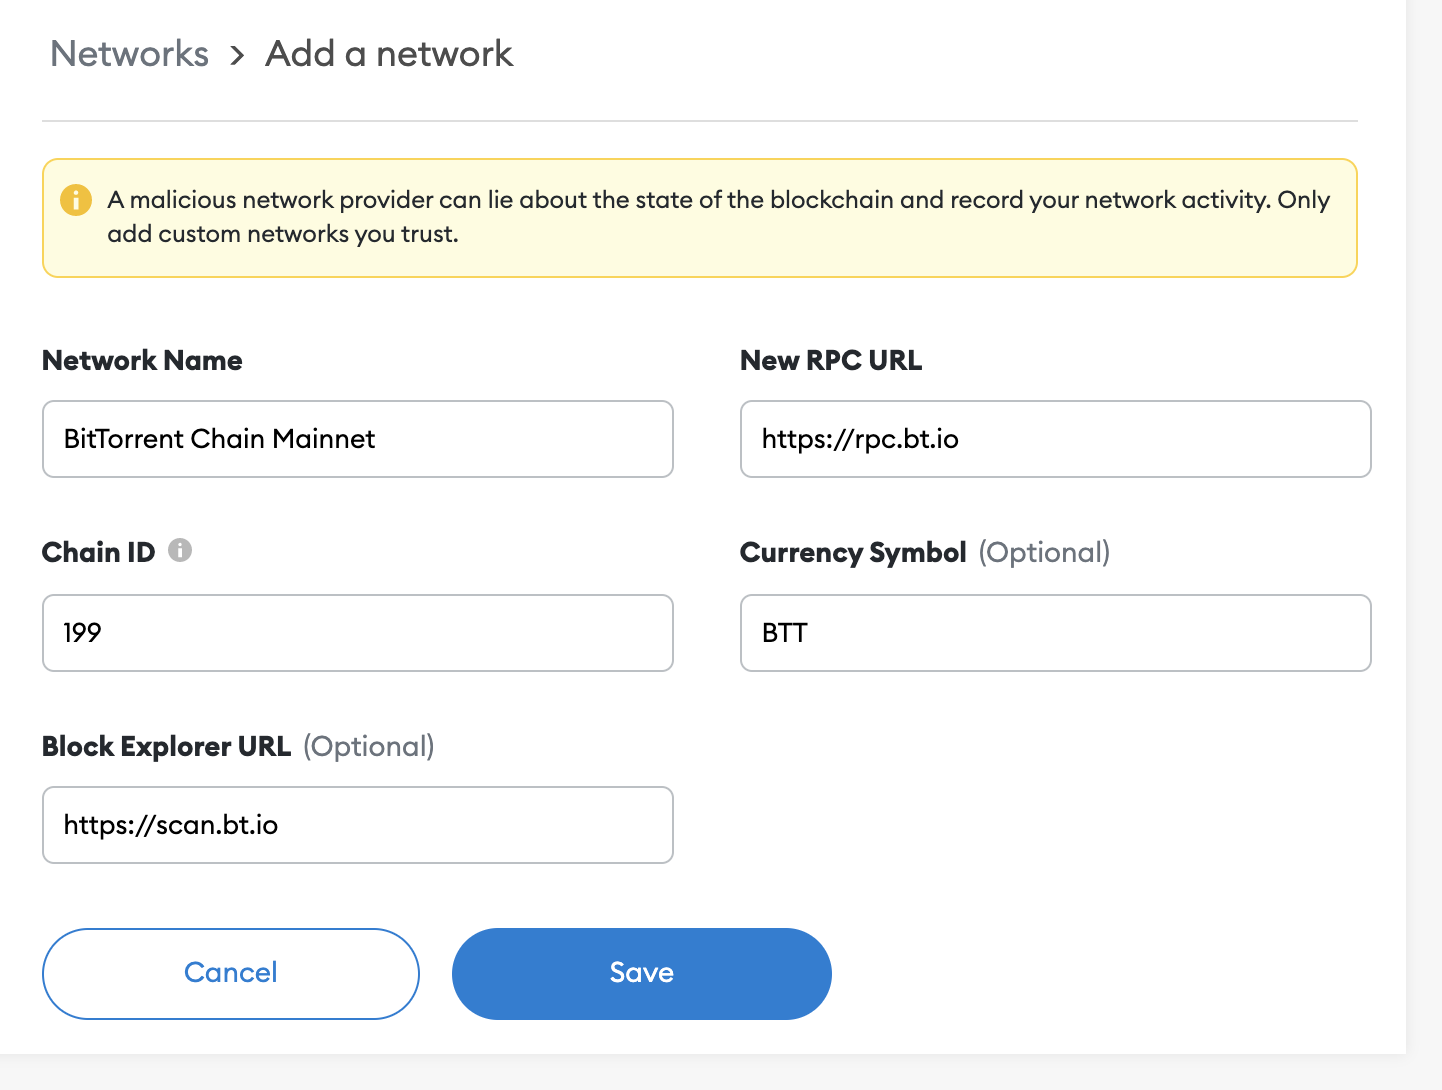 Networks > Add a network
A malicious network provider can lie about the state of the blockchain and record your network activity. Only
add custom networks you trust.
Network Name
New RPC URL
BitTorrent Chain Mainnet
https://rpc.bt.io
Chain ID
Currency Symbol (Optional)
199
BTT
Block Explorer URL (Optional)
https://scan.bt.io
Cancel
Save